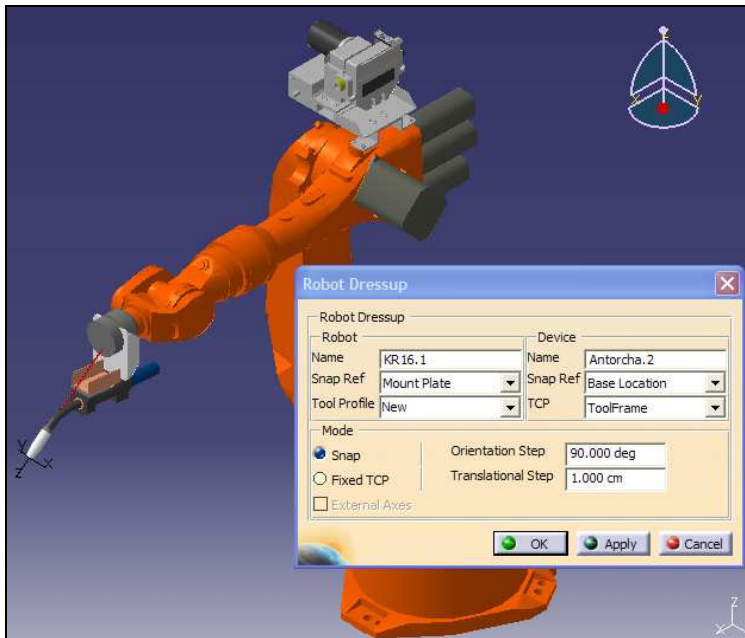 Robot Dressup
Robot Dressup
Robot
Name KR16.1
Snap Ref Mount Plate
Tool Profile New
Device
Name Antorcha.2
Snap Ref Base Location
TCP ToolFrame
Mode
Snap
Fixed TCP
External Axes
Orientation Step 90.000 deg
Translational Step 1.000 cm
OK Apply Cancel
y
x
z
z
x